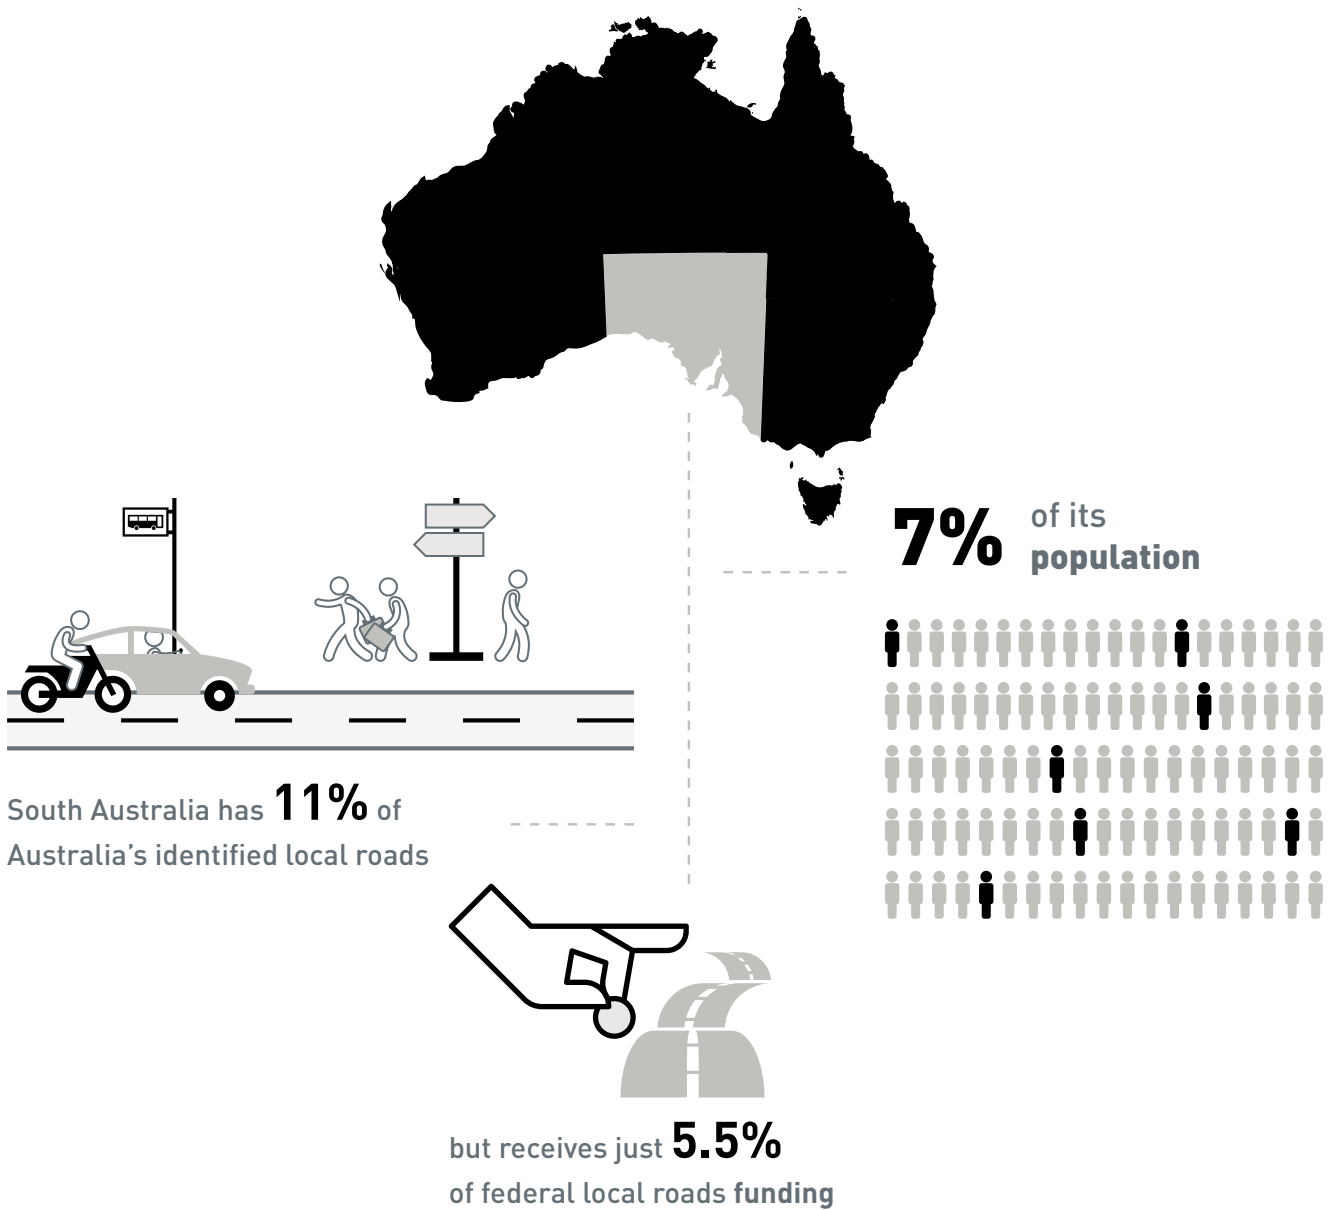 South Australia has 11% of
Australia’s identified local roads
7% of its
population
but receives just 5.5%
of federal local roads funding